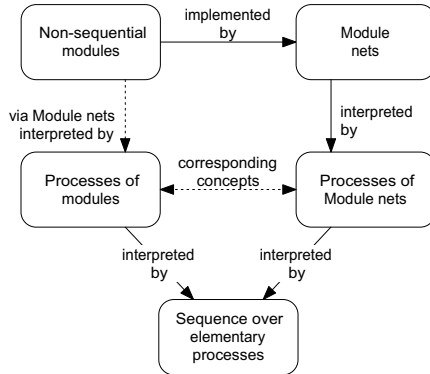 Non-sequential
modules
implemented
by
Module
nets
via Module nets
interpreted by
interpreted
by
Processes of
modules
corresponding
concepts
Processes of
Module nets
interpreted
by
interpreted
by
Sequence over
elementary
processes